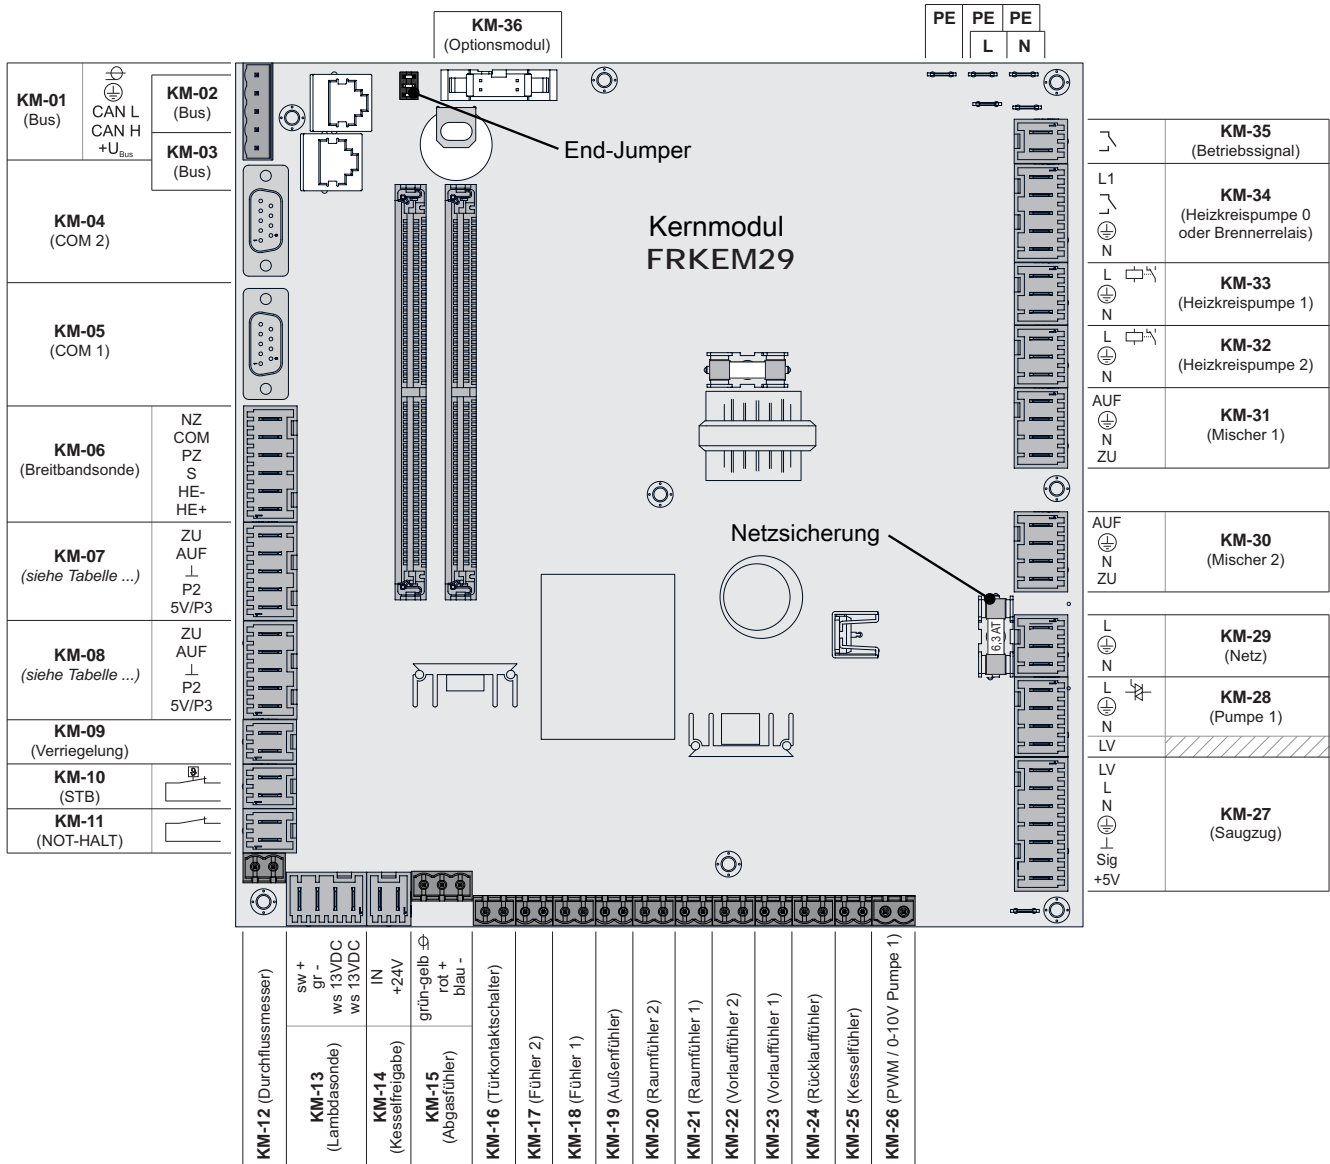 KM-36
(Optionsmodul)
PE PE PE
L N
KM-01
(Bus)
CAN L
CAN H
+U Bus
KM-02
(Bus)
KM-03
(Bus)
KM-04
(COM 2)
KM-05
(COM 1)
KM-06
(Breitbandsonde)
NZ
COM
PZ
S
HE-
HE+
KM-07
(siehe Tabelle ...)
ZU
AUF
⊥
P2
5V/P3
KM-08
(siehe Tabelle ...)
ZU
AUF
⊥
P2
5V/P3
KM-09
(Verriegelung)
KM-10
(STB)
KM-11
(NOT-HALT)
End-Jumper
Kernmodul
FRKEM29
Netzsicherung
6,3 AT
KM-35
(Betriebssignal)
L1
N
KM-34
(Heizkreispumpe 0
oder Brennerrelais)
L
N
KM-33
(Heizkreispumpe 1)
L
N
KM-32
(Heizkreispumpe 2)
AUF
N
ZU
KM-31
(Mischer 1)
AUF
N
ZU
KM-30
(Mischer 2)
L
N
KM-29
(Netz)
L
N
KM-28
(Pumpe 1)
LV
LV
L
N
⊥
Sig
+5V
KM-27
(Saugzug)
KM-12 (Durchflussmesser)
sw +
gr -
ws 13VDC
ws 13VDC
KM-13
(Lambdasonde)
IN
+24V
KM-14
(Kesselfreigabe)
grün-gelb
rot +
blau -
KM-15
(Abgasfühler)
KM-16 (Türkontaktschalter)
KM-17 (Fühler 2)
KM-18 (Fühler 1)
KM-19 (Außenfühler)
KM-20 (Raumfühler 2)
KM-21 (Raumfühler 1)
KM-22 (Vorlauffühler 2)
KM-23 (Vorlauffühler 1)
KM-24 (Rücklauffühler)
KM-25 (Kesselfühler)
KM-26 (PWM / 0-10V Pumpe 1)